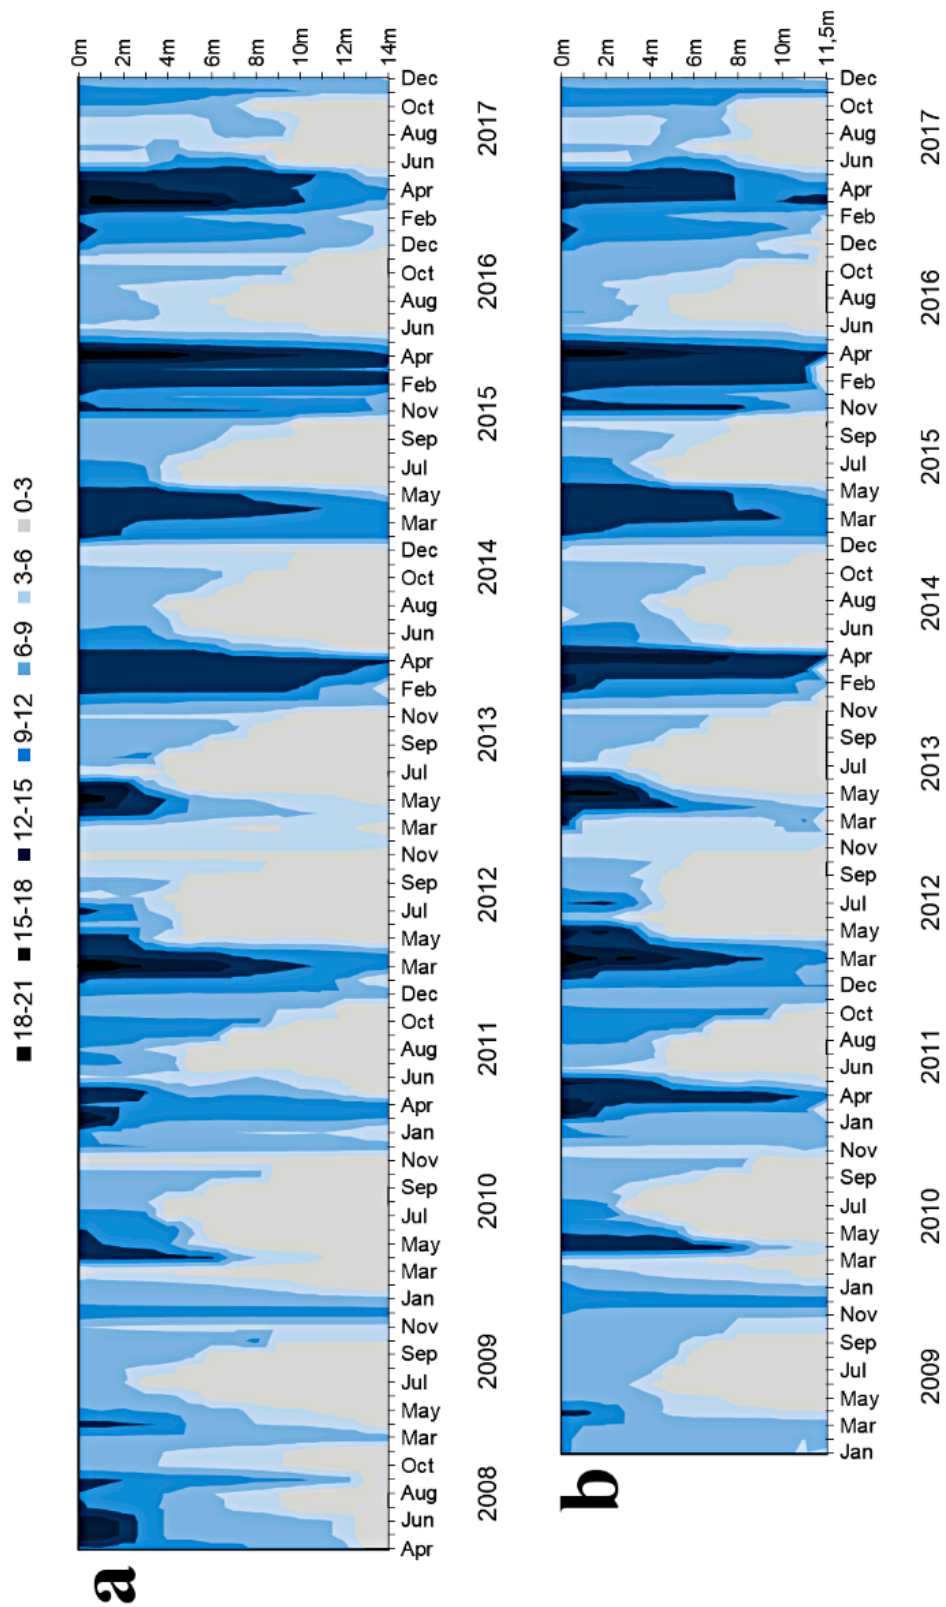 18-21 15-18 12-15 9-12 6-9 3-6 0-3
a
0m
2m
4m
6m
8m
10m
12m
14m
Dec
Oct
Aug
Jun
Apr
Feb
Dec
Oct
Aug
Jun
Apr
Feb
Nov
Sep
Jul
May
Mar
Dec
Oct
Aug
Jun
Apr
Feb
Nov
Sep
Jul
May
Mar
Nov
Sep
Jul
May
Mar
Dec
Oct
Aug
Jun
Apr
Jan
Nov
Sep
Jul
May
Mar
Jan
Nov
Sep
Jul
May
Mar
Oct
Aug
Jun
Apr
2017
2016
2015
2014
2013
2012
2011
2010
2009
2008
b
0m
2m
4m
6m
8m
10m
11,5m
Dec
Oct
Aug
Jun
Apr
Feb
Dec
Oct
Aug
Jun
Apr
Feb
Nov
Sep
Jul
May
Mar
Dec
Oct
Aug
Jun
Apr
Feb
Nov
Sep
Jul
May
Mar
Nov
Sep
Jul
May
Mar
Dec
Oct
Aug
Jun
Apr
Jan
Nov
Sep
Jul
May
Mar
Jan
Nov
Sep
Jul
May
Mar
Jan
2017
2016
2015
2014
2013
2012
2011
2010
2009